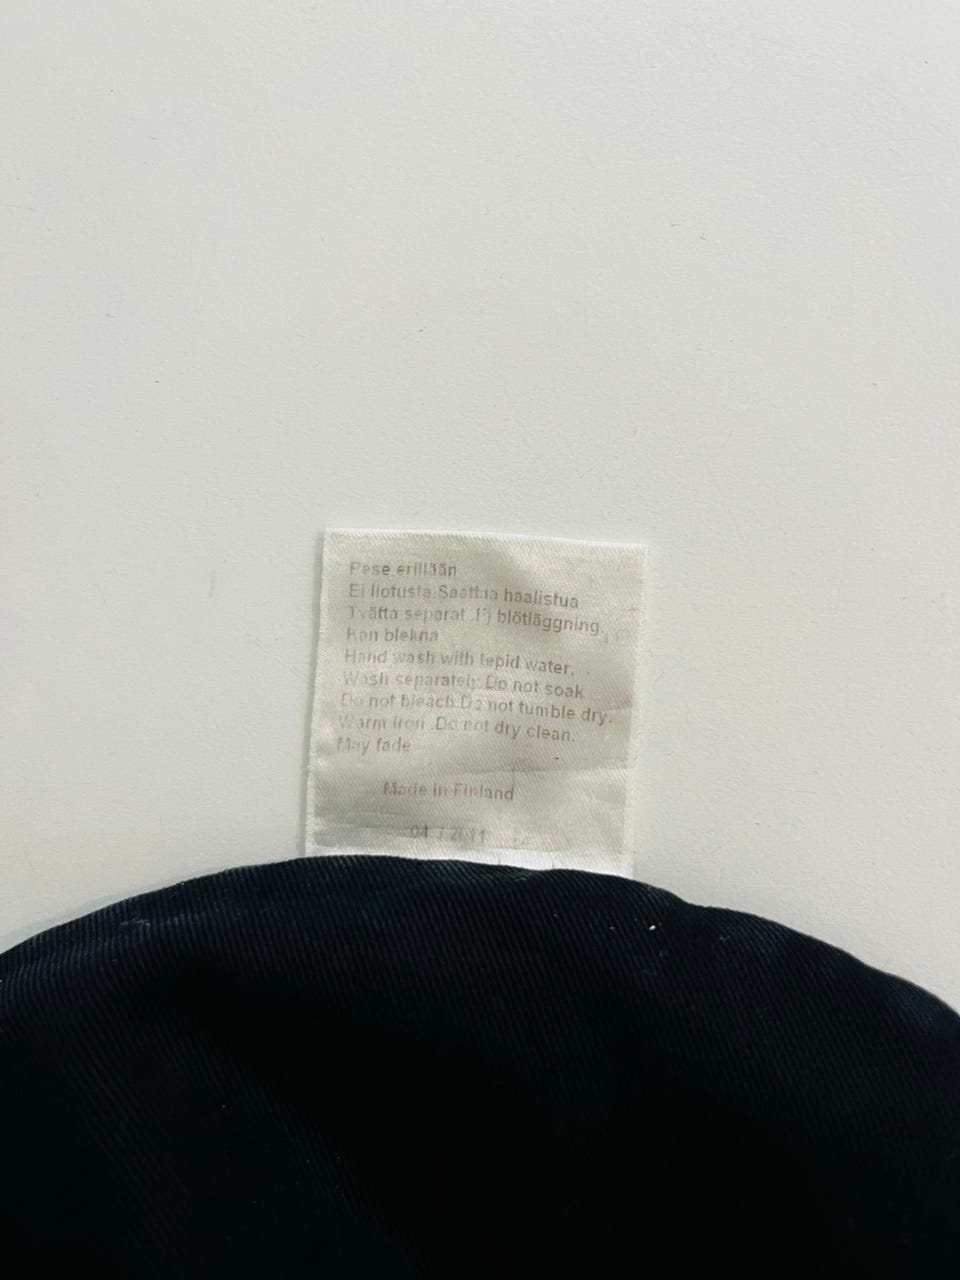 Pese erillään
Ei liotusta.Saattaa haalistua
Tvätta separat .Ej blötläggning.
Kan blekna
Hand wash with tepid water.
Wash separately.Do not soak
Do not bleach.Do not tumble dry.
Warm iron .Do not dry clean.
May fade
Made in Finland
04 / 2011